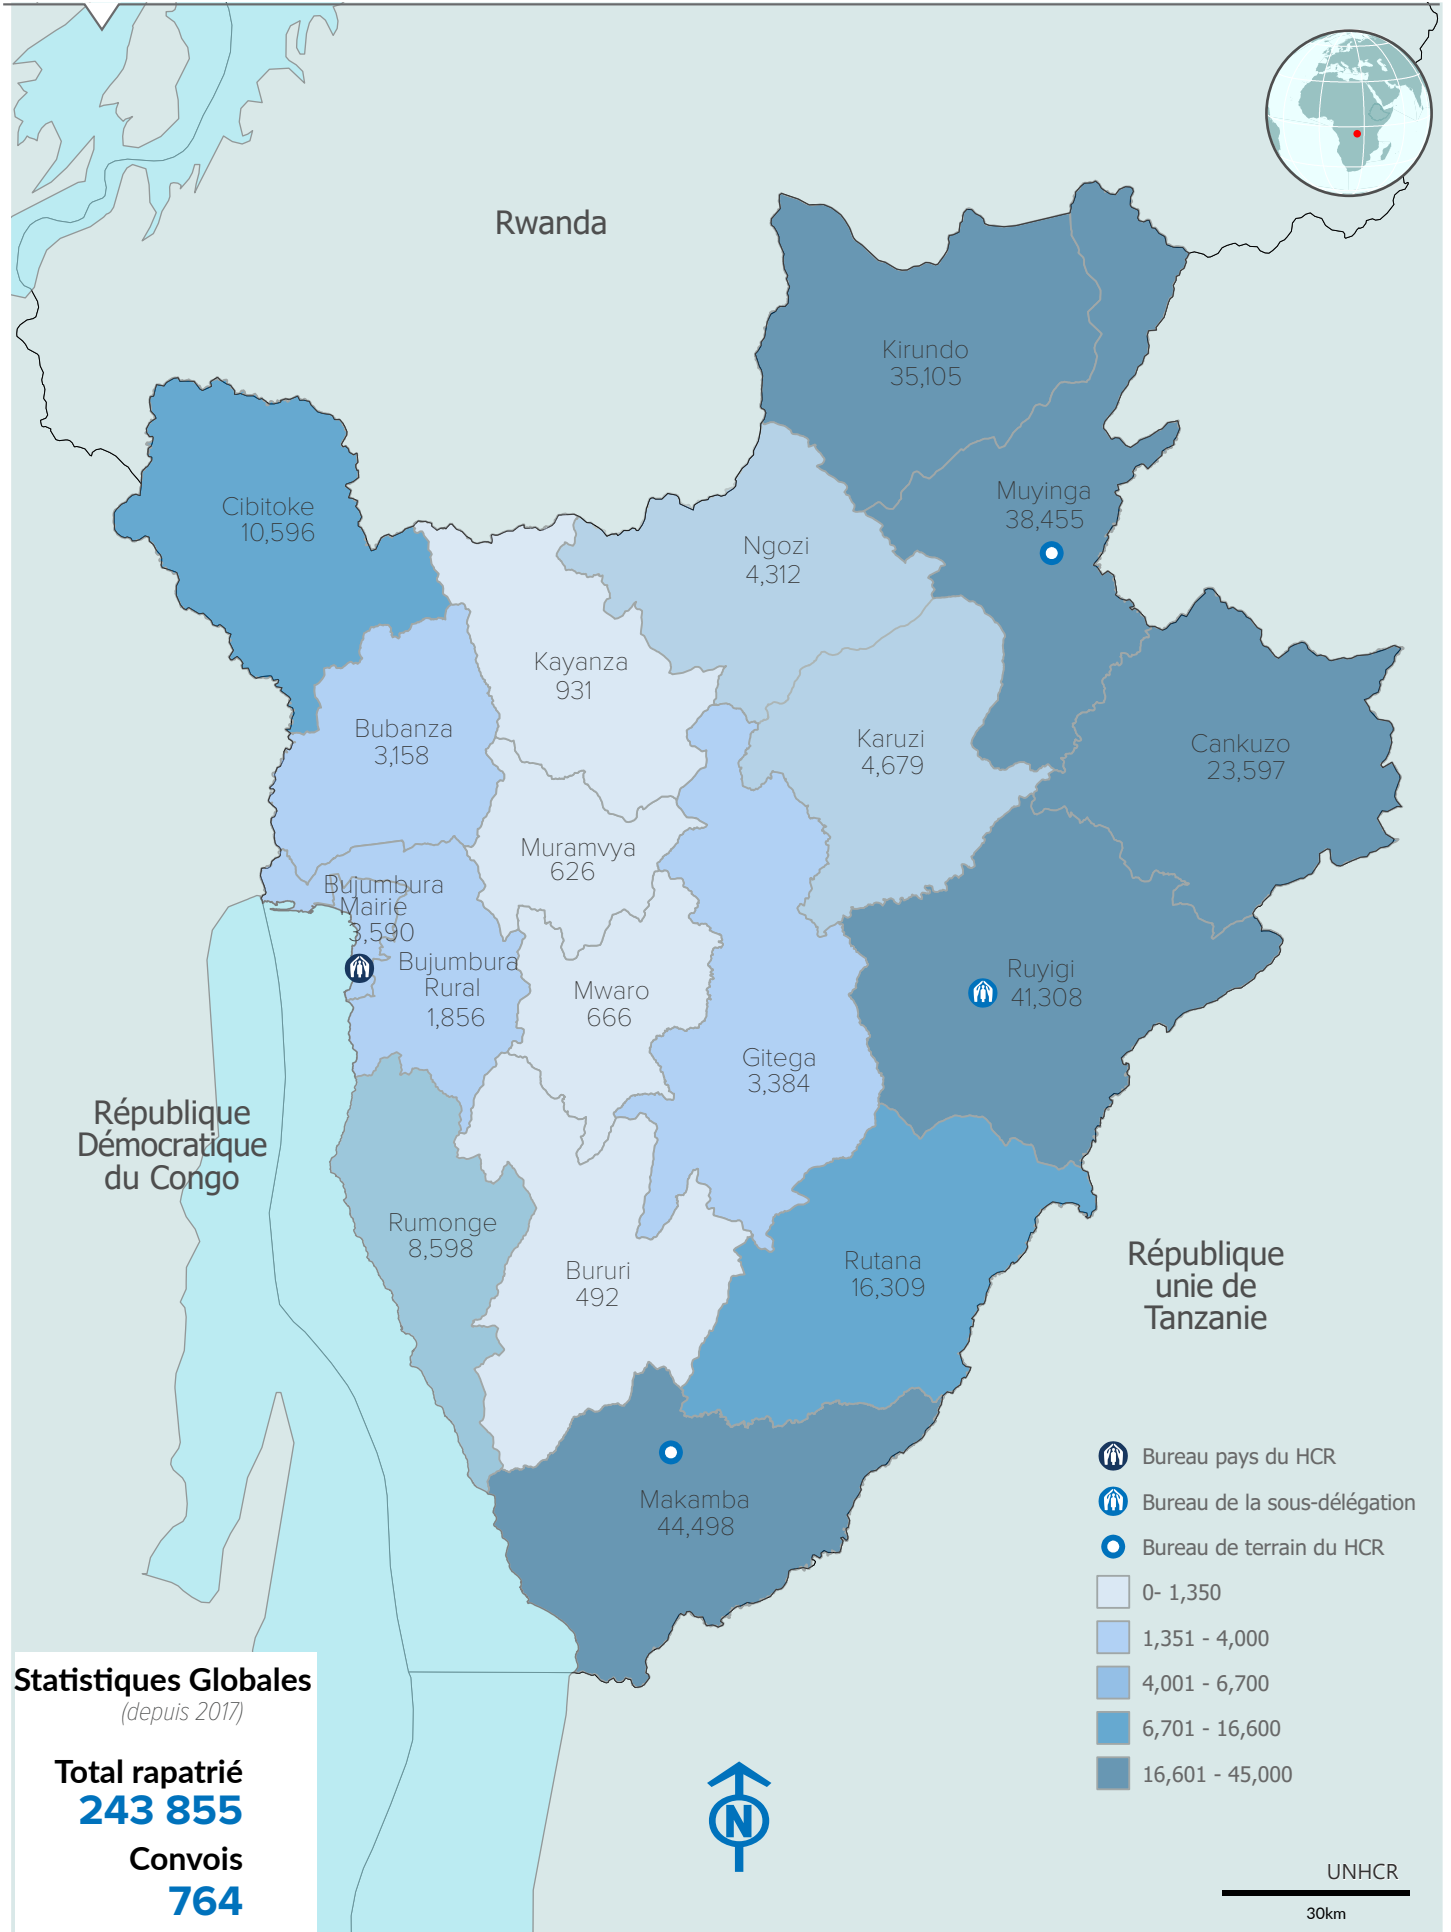 Rwanda
Kirundo
35,105
Muyinga
38,455
Cibitoke
10,596
Ngozi
4,312
Kayanza
931
Bubanza
3,158
Karuzi
4,679
Cankuzo
23,597
Muramvya
626
Bujumbura
Mairie
3,590
Bujumbura
Rural
1,856
Mwaro
666
Ruyigi
41,308
Gitega
3,384
République
Démocratique
du Congo
Rumonge
8,598
Bururi
492
Rutana
16,309
République
unie de
Tanzanie
Makamba
44,498
Bureau pays du HCR
Bureau de la sous-délégation
Bureau de terrain du HCR
0- 1,350
1,351 - 4,000
4,001 - 6,700
6,701 - 16,600
16,601 - 45,000
Statistiques Globales
(depuis 2017)
Total rapatrié
243 855
Convois
764
N
UNHCR
30km